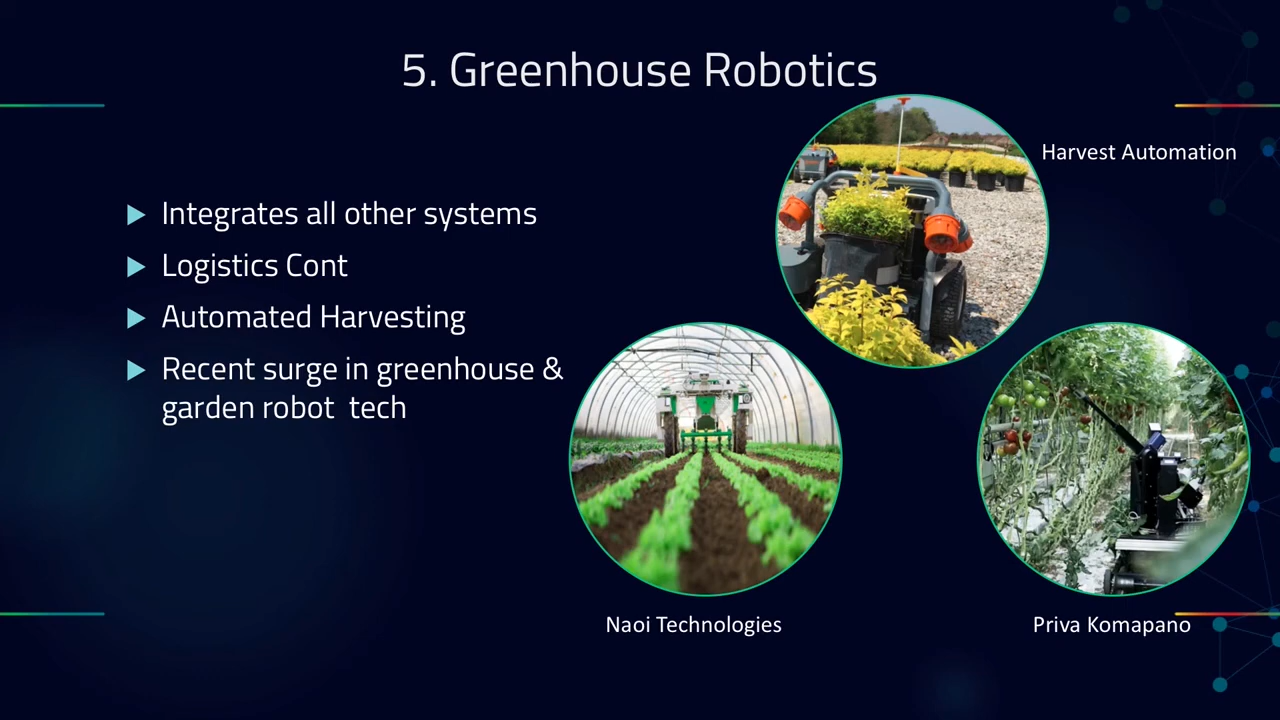 5. Greenhouse Robotics
Harvest Automation
Integrates all other systems
Logistics Cont
Automated Harvesting
Recent surge in greenhouse &
garden robot  tech
Naoi Technologies
Priva Komapano